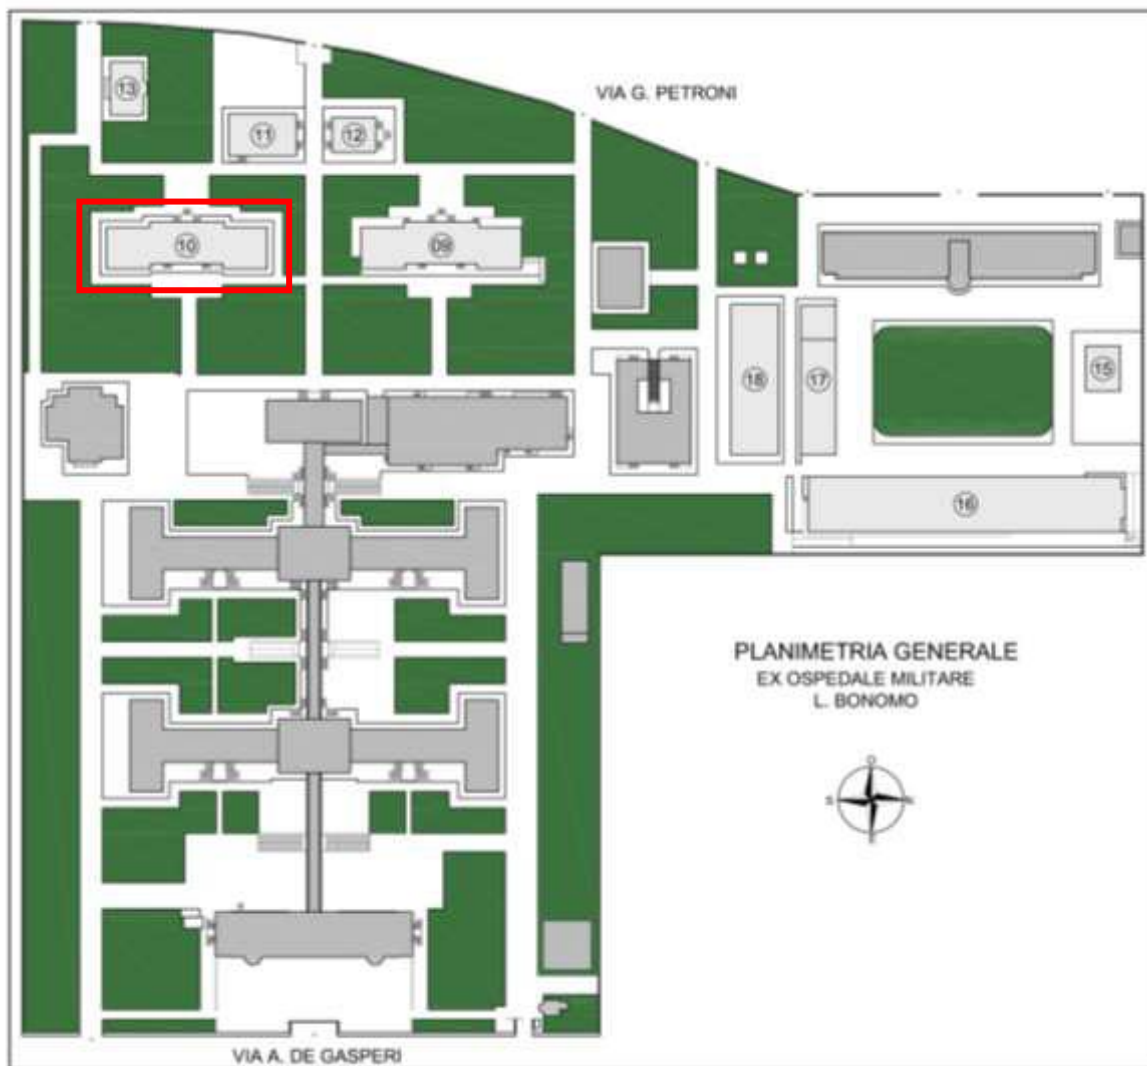 VIA G. PETRONI
13
11
12
10
09
18
17
15
16
PLANIMETRIA GENERALE
EX OSPEDALE MILITARE
L. BONOMO
O
S
N
E
VIA A. DE GASPERI